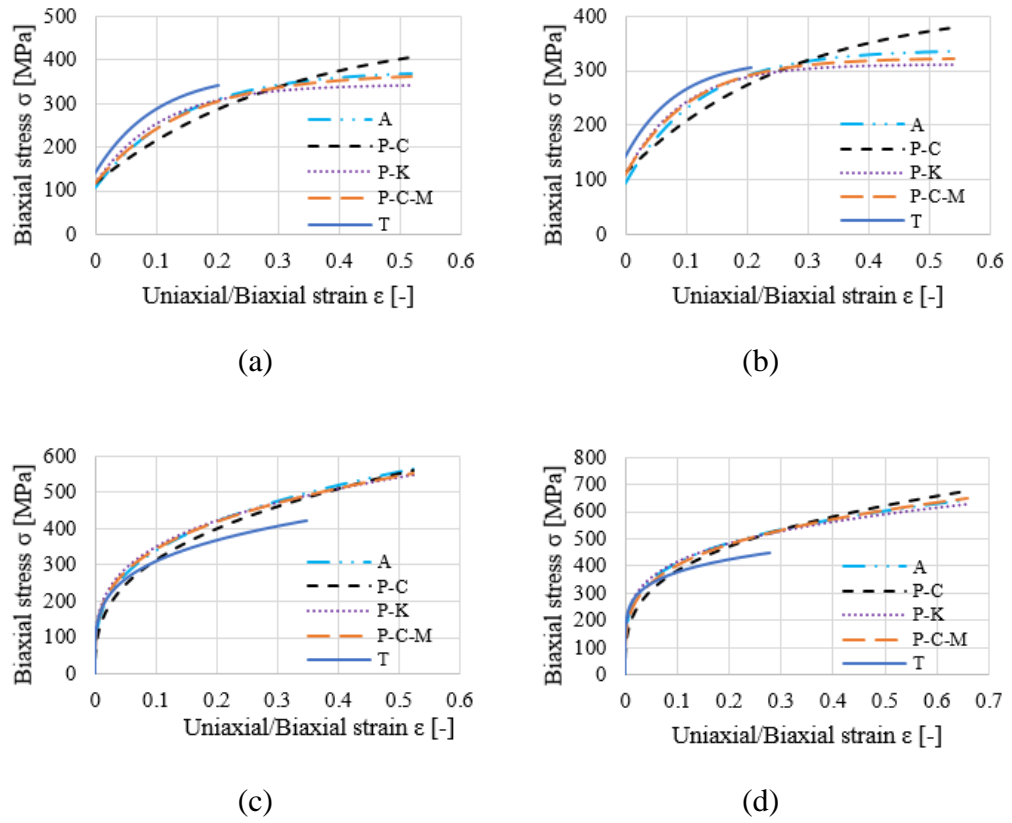 Biaxial stress σ [MPa]
500
400
300
200
100
0
A
P-C
P-K
P-C-M
T
0 0.1 0.2 0.3 0.4 0.5 0.6
Uniaxial/Biaxial strain ε [-]
(a)
Biaxial stress σ [MPa]
400
300
200
100
0
A
P-C
P-K
P-C-M
T
0 0.1 0.2 0.3 0.4 0.5 0.6
Uniaxial/Biaxial strain ε [-]
(b)
Biaxial stress σ [MPa]
600
500
400
300
200
100
0
A
P-C
P-K
P-C-M
T
0 0.1 0.2 0.3 0.4 0.5 0.6
Uniaxial/Biaxial strain ε [-]
(c)
Biaxial stress σ [MPa]
800
700
600
500
400
300
200
100
0
A
P-C
P-K
P-C-M
T
0 0.1 0.2 0.3 0.4 0.5 0.6 0.7
Uniaxial/Biaxial strain ε [-]
(d)